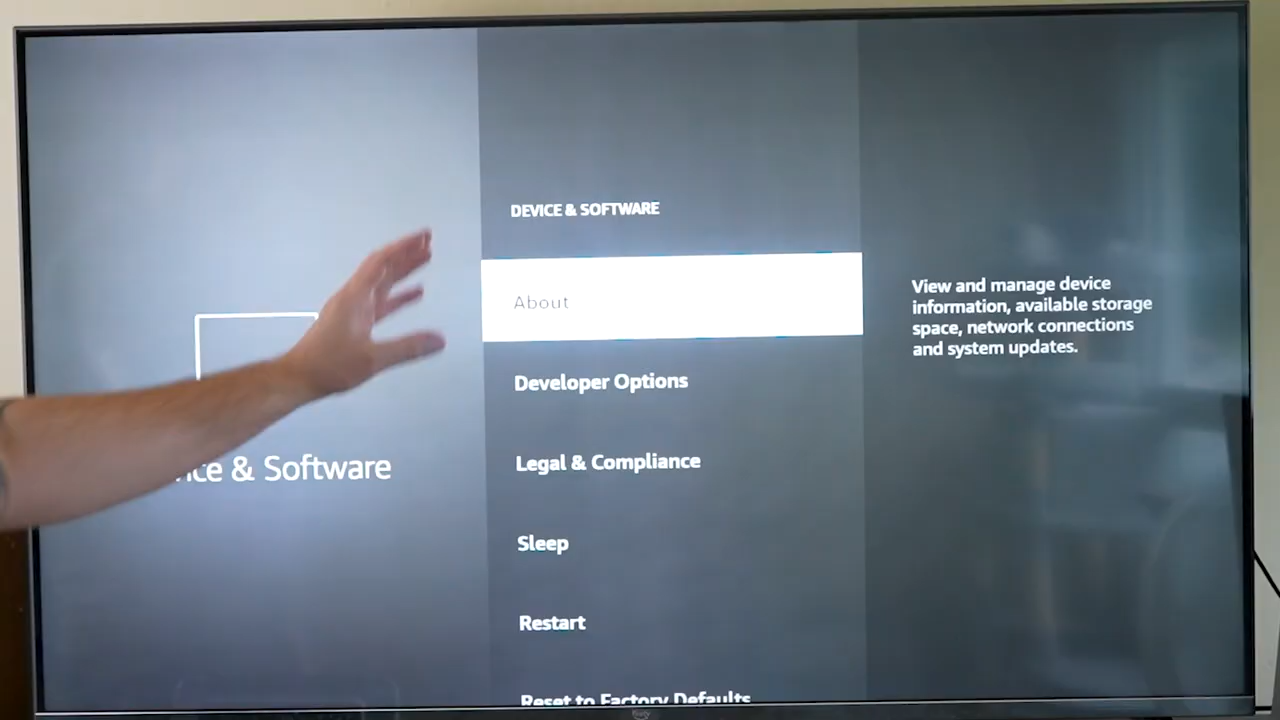 DEVICE & SOFTWARE
About
Developer Options
Legal & Compliance
Sleep
Restart
Reset to Factory Defaults
& Software
View and manage device
information, available storage
space, network connections
and system updates.